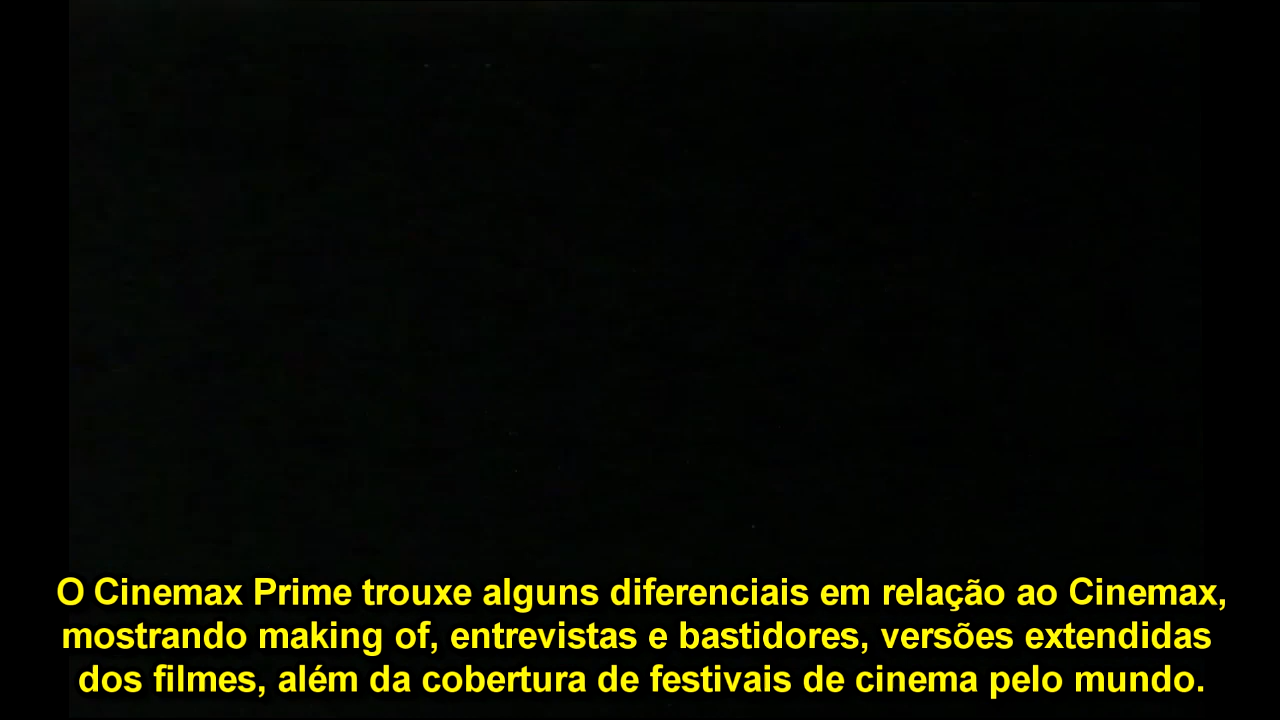 O Cinemax Prime trouxe alguns diferenciais em relação ao Cinemax,
mostrando making of, entrevistas e bastidores, versões extendidas
dos filmes, além da cobertura de festivais de cinema pelo mundo.